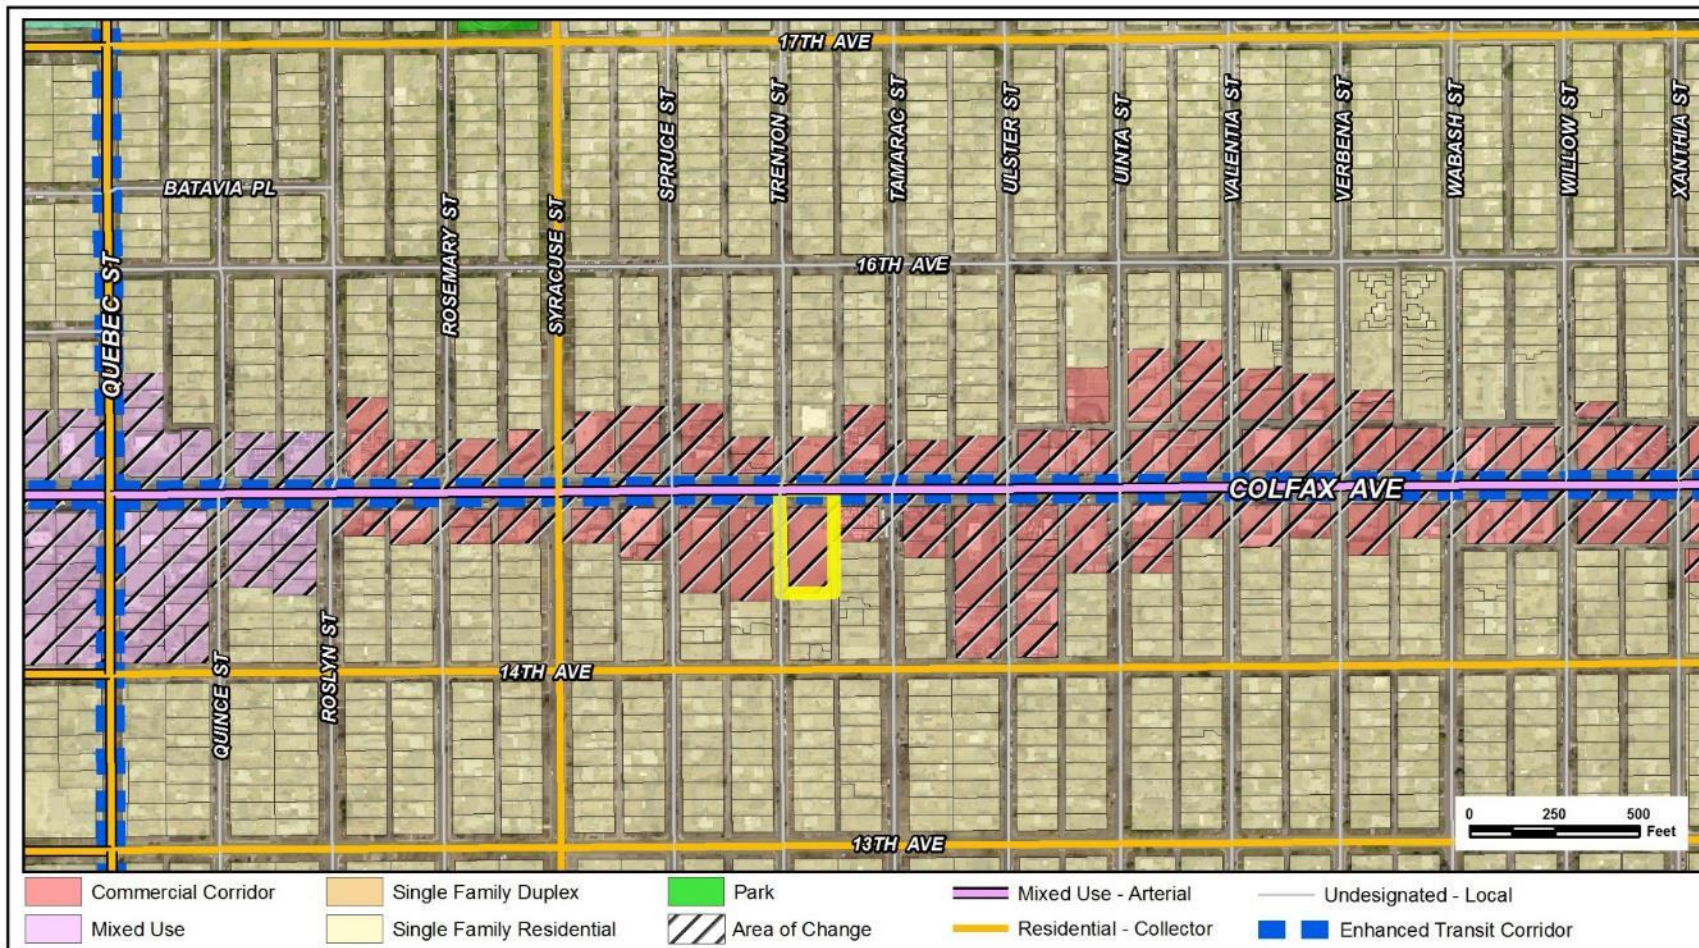 17TH AVE
SPRUCE ST
TRENTON ST
TAMARAC ST
ULSTER ST
UINTA ST
VALENTIA ST
VERBENA ST
WABASH ST
WILLOW ST
XANTHIA ST
BATAVIA PL
ROSEMARY ST
SYRACUSE ST
QUEBEC ST
16TH AVE
COLFAX AVE
QUINCE ST
ROSLYN ST
14TH AVE
13TH AVE
0 250 500
Feet
Commercial Corridor Single Family Duplex Park Mixed Use - Arterial Undesignated - Local
Mixed Use Single Family Residential Area of Change Residential - Collector Enhanced Transit Corridor